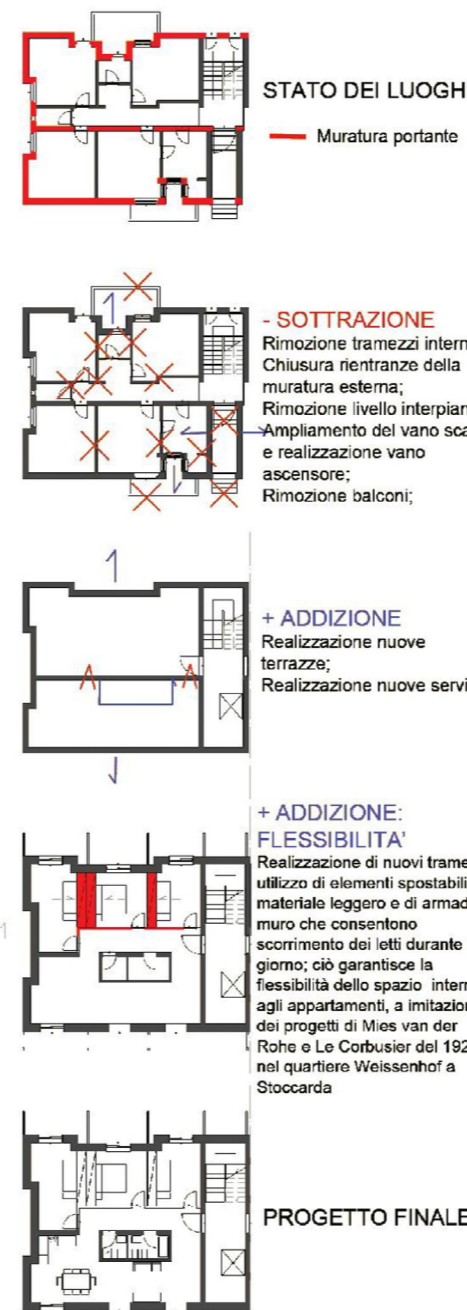 STATO DEI LUOGH
Muratura portante
- SOTTRAZIONE
Rimozione tramezzi intern
Chiusura rientranze della
muratura esterna;
Rimozione livello interpian
Ampliamento del vano sca
e realizzazione vano
ascensore;
Rimozione balconi;
+ ADDIZIONE
Realizzazione nuove
terrazze;
Realizzazione nuove servi
+ ADDIZIONE:
FLESSIBILITA'
Realizzazione di nuovi trame
utilizzo di elementi spostabili
materiale leggero e di armad
muro che consentono
scorrimento dei letti durante
giorno; ciò garantisce la
flessibilità dello spazio intern
agli appartamenti, a imitazion
dei progetti di Mies van der
Rohe e Le Corbusier del 192
nel quartiere Weissenhof a
Stoccarda
PROGETTO FINALE